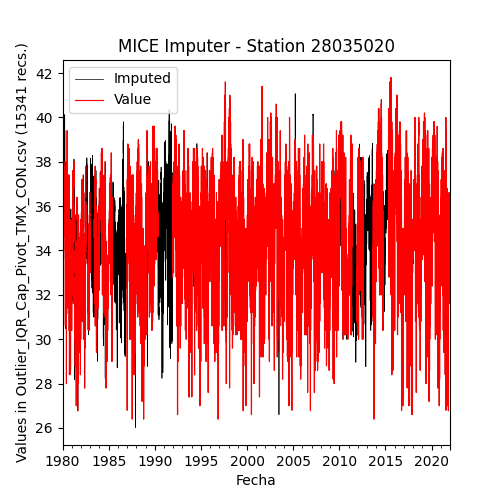 MICE Imputer - Station 28035020
Imputed
Value
Values in Outlier_IQR_Cap_Pivot_TMX_CON.csv (15341 recs.)
42
40
38
36
34
32
30
28
26
1980 1985 1990 1995 2000 2005 2010 2015 2020
Fecha